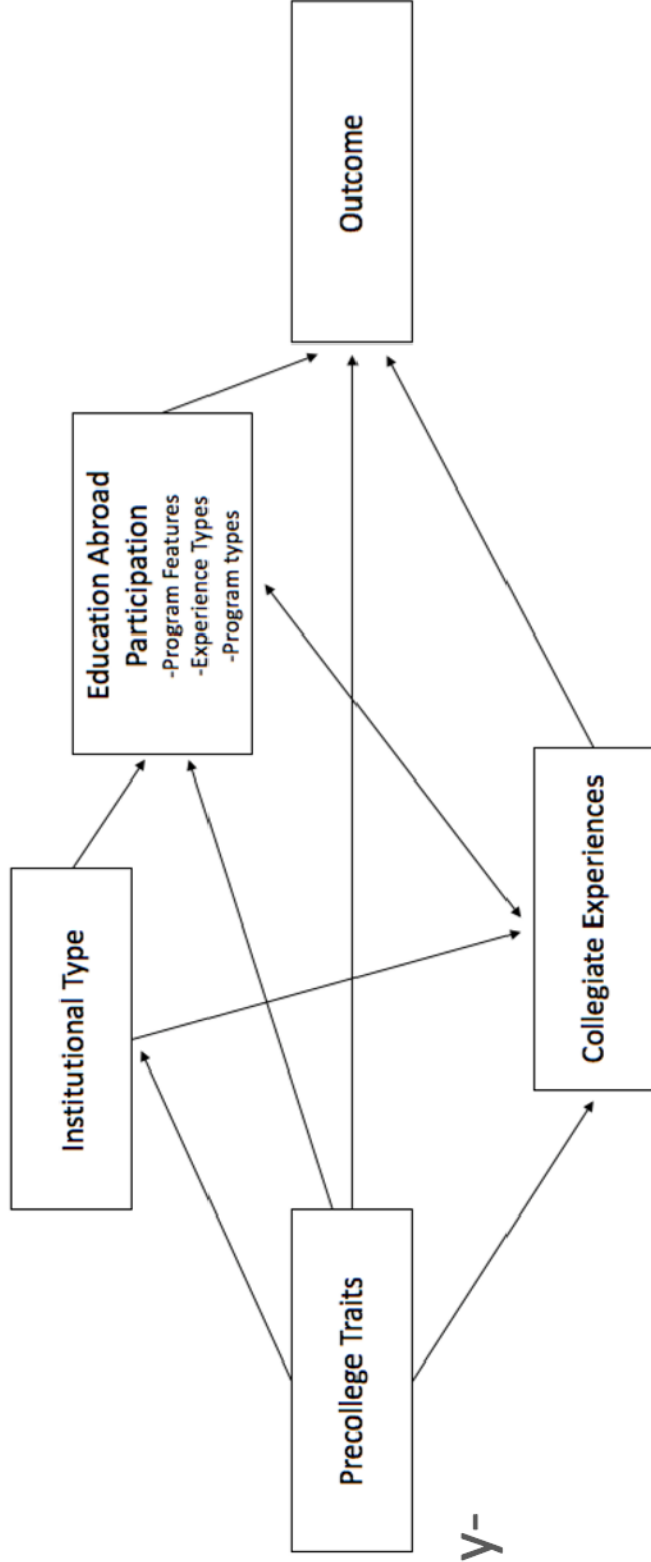 Institutional Type
Education Abroad
Participation
-Program Features
-Experience Types
-Program types
Precollege Traits
Outcome
Collegiate Experiences
y-